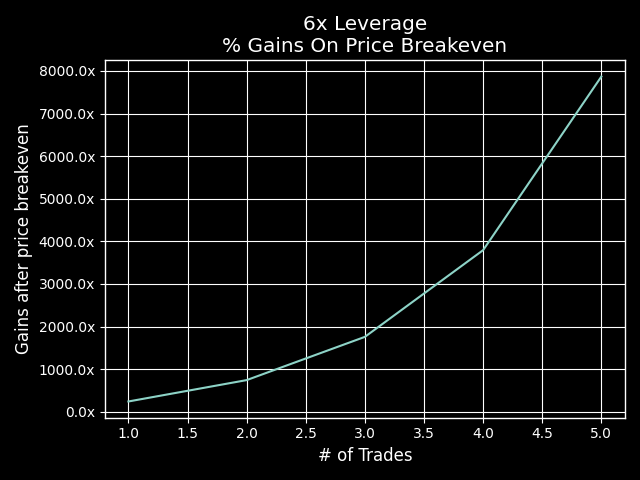 6x Leverage
% Gains On Price Breakeven
Gains after price breakeven
8000.0x
7000.0x
6000.0x
5000.0x
4000.0x
3000.0x
2000.0x
1000.0x
0.0x
1.0 1.5 2.0 2.5 3.0 3.5 4.0 4.5 5.0
# of Trades